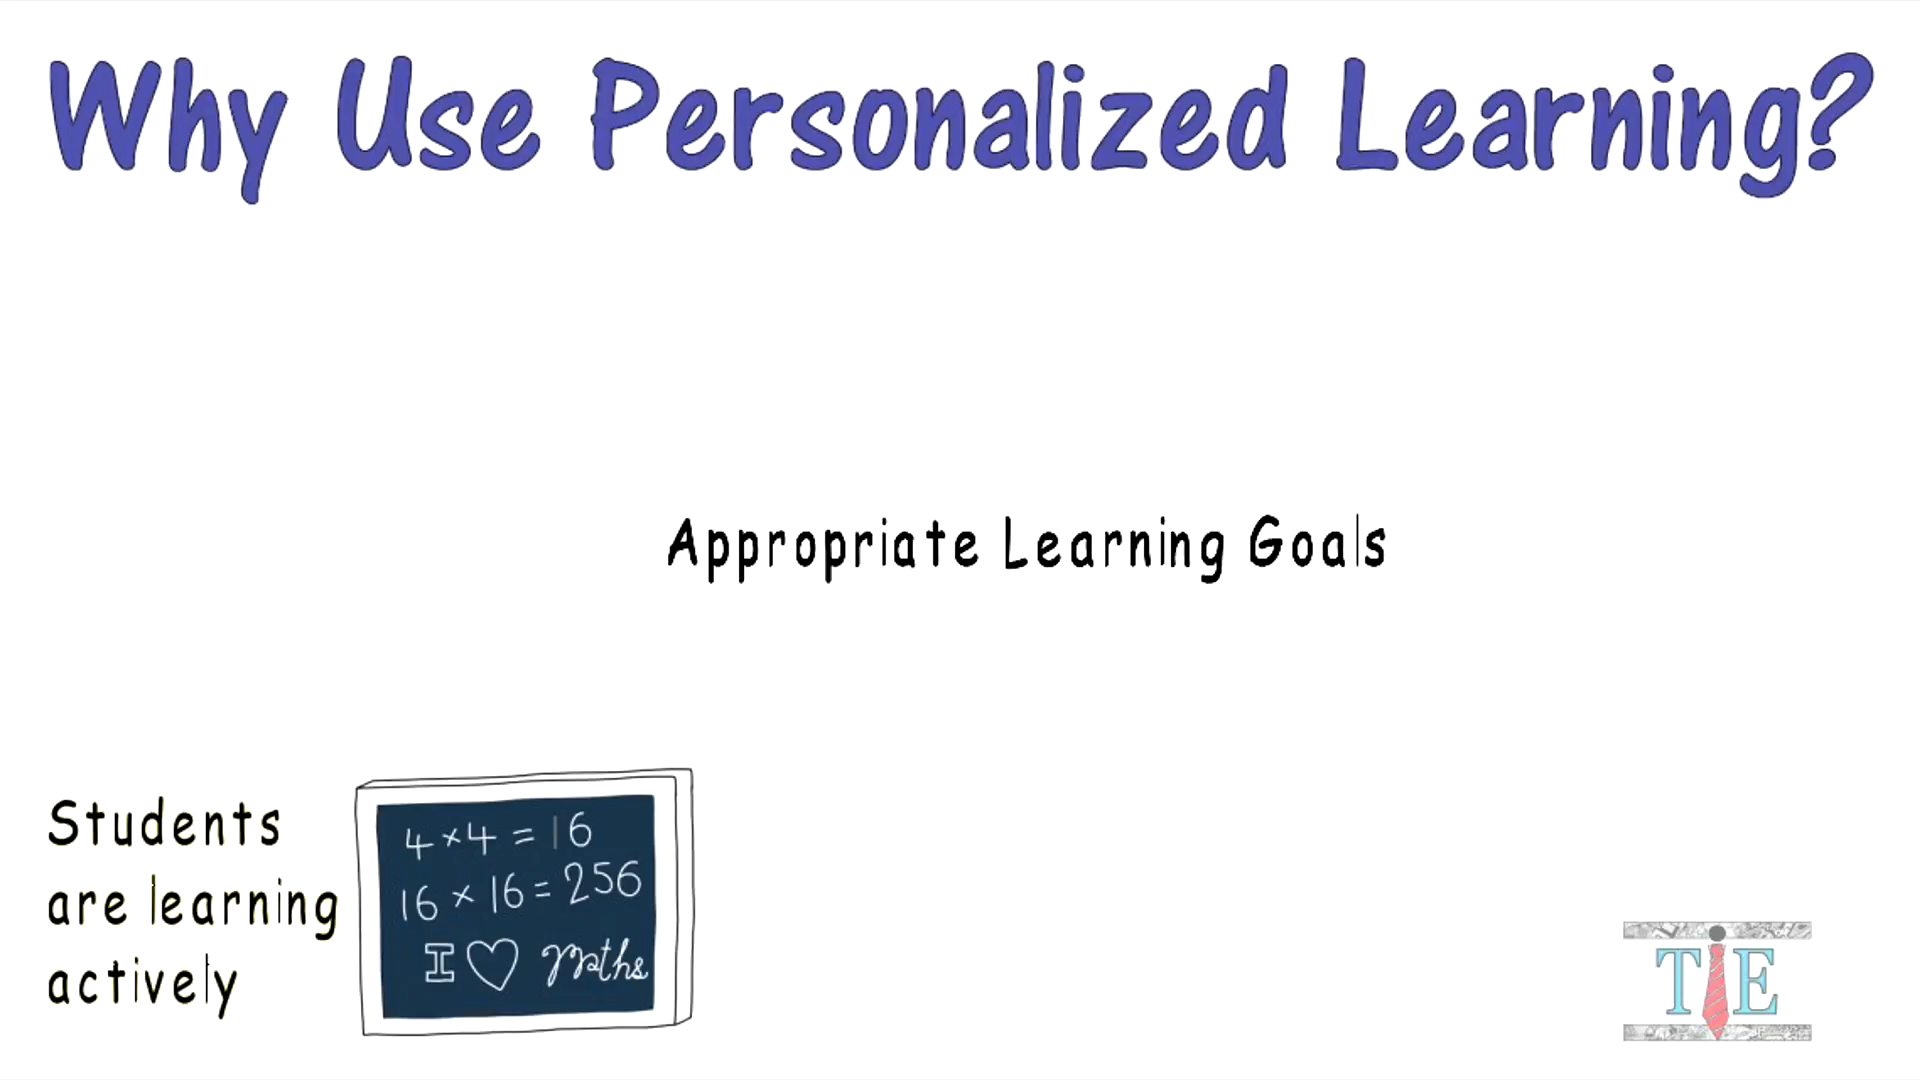 Why Use Personalized Learning?
Appropriate Learning Goals
Students
are learning
actively
4 × 4 = 16
16 × 16 = 256
I ♡ Maths
TIE